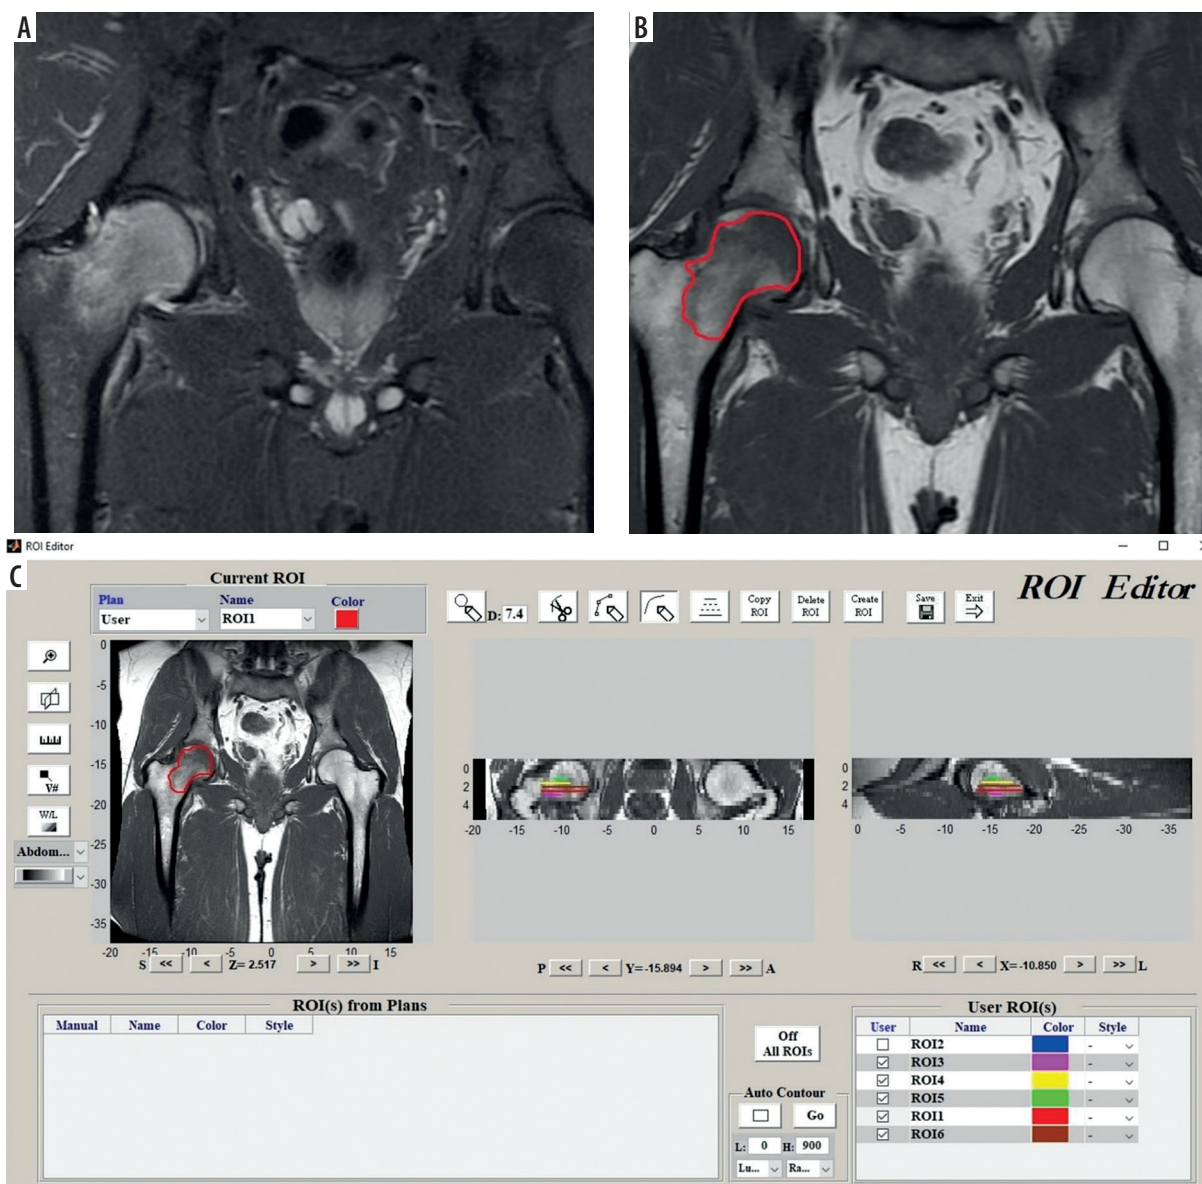 A
B
ROI Editor
C
Current ROI
Plan Name Color
User ROI1
D: 7.4
Copy ROI
Delete ROI
Create ROI
Save
Exit
ROI Editor
V#
W/L
Abdom...
0
-5
-10
-15
-20
-25
-30
-35
-20 -15 -10 -5 0 5 10 15
S << < Z= 2.517 > >> I
0
2
4
-20 -15 -10 -5 0 5 10 15
P << < Y= -15.894 > >> A
0
2
4
0 -5 -10 -15 -20 -25 -30 -35
R << < X= -10.850 > >> L
ROI(s) from Plans
Manual Name Color Style
Off
All ROIs
Auto Contour
Go
L: 0 H: 900
Lu... Ra...
User ROI(s)
User Name Color Style
ROI2 -
ROI3 -
ROI4 -
ROI5 -
ROI1 -
ROI6 -